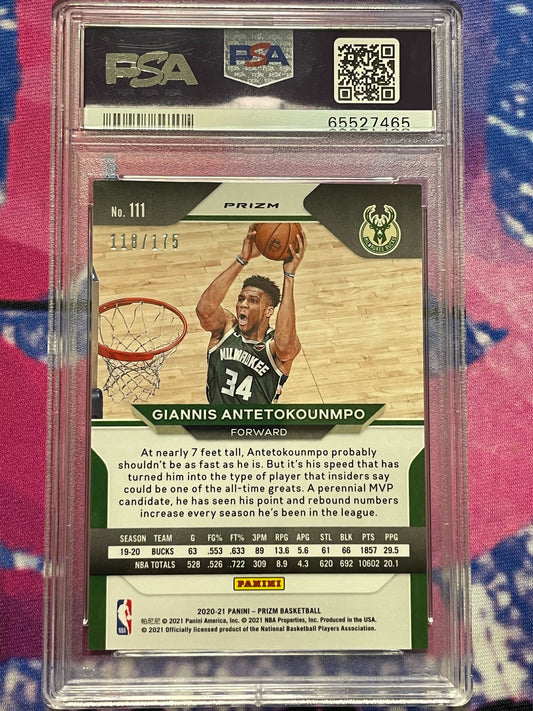 PSA
PSA
65527465
No. 111
PRIZM
118/175
MILWAUKEE
34
GIANNIS ANTETOKOUNMPO
FORWARD
At nearly 7 feet tall, Antetokounmpo probably
shouldn't be as fast as he is. But it's his speed that has
turned him into the type of player that insiders say
could be one of the all-time greats. A perennial MVP
candidate, he has seen his point and rebound numbers
increase every season he's been in the league.
SEASON TEAM G FG% FT% 3PM RPG APG STL BLK PTS PPG
19-20 BUCKS 63 .553 .633 89 13.6 5.6 61 66 1857 29.5
NBA TOTALS 528 .526 .722 309 8.9 4.3 620 692 10602 20.1
PANINI
NBA
2020-21 PANINI – PRIZM BASKETBALL
帕尼尼 © 2021 Panini America, Inc. © 2021 NBA Properties, Inc. Produced in the USA.
© 2021 Officially licensed product of the National Basketball Players Association.